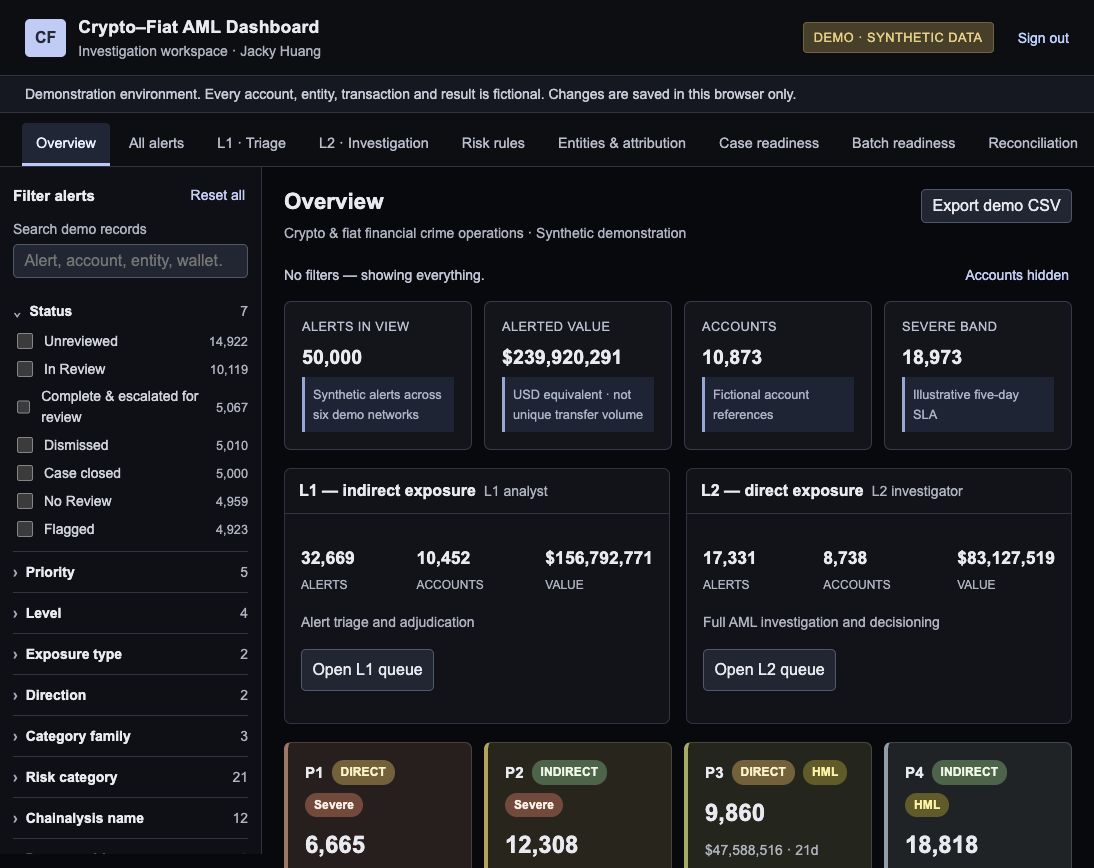 CF
Crypto–Fiat AML Dashboard
Investigation workspace · Jacky Huang
DEMO · SYNTHETIC DATA
Sign out
Demonstration environment. Every account, entity, transaction and result is fictional. Changes are saved in this browser only.
Overview
All alerts
L1 · Triage
L2 · Investigation
Risk rules
Entities & attribution
Case readiness
Batch readiness
Reconciliation
Filter alerts
Reset all
Search demo records
Alert, account, entity, wallet.
Status 7
Unreviewed 14,922
In Review 10,119
Complete & escalated for
review 5,067
Dismissed 5,010
Case closed 5,000
No Review 4,959
Flagged 4,923
Priority 5
Level 4
Exposure type 2
Direction 2
Category family 3
Risk category 21
Chainalysis name 12
Overview
Export demo CSV
Crypto & fiat financial crime operations · Synthetic demonstration
No filters — showing everything.
Accounts hidden
ALERTS IN VIEW
50,000
Synthetic alerts across
six demo networks
ALERTED VALUE
$239,920,291
USD equivalent · not
unique transfer volume
ACCOUNTS
10,873
Fictional account
references
SEVERE BAND
18,973
Illustrative five-day
SLA
L1 — indirect exposure L1 analyst
32,669 10,452 $156,792,771
ALERTS ACCOUNTS VALUE
Alert triage and adjudication
Open L1 queue
L2 — direct exposure L2 investigator
17,331 8,738 $83,127,519
ALERTS ACCOUNTS VALUE
Full AML investigation and decisioning
Open L2 queue
P1 DIRECT
Severe
6,665
P2 INDIRECT
Severe
12,308
P3 DIRECT HML
9,860
$47,588,516 · 21d
P4 INDIRECT
HML
18,818